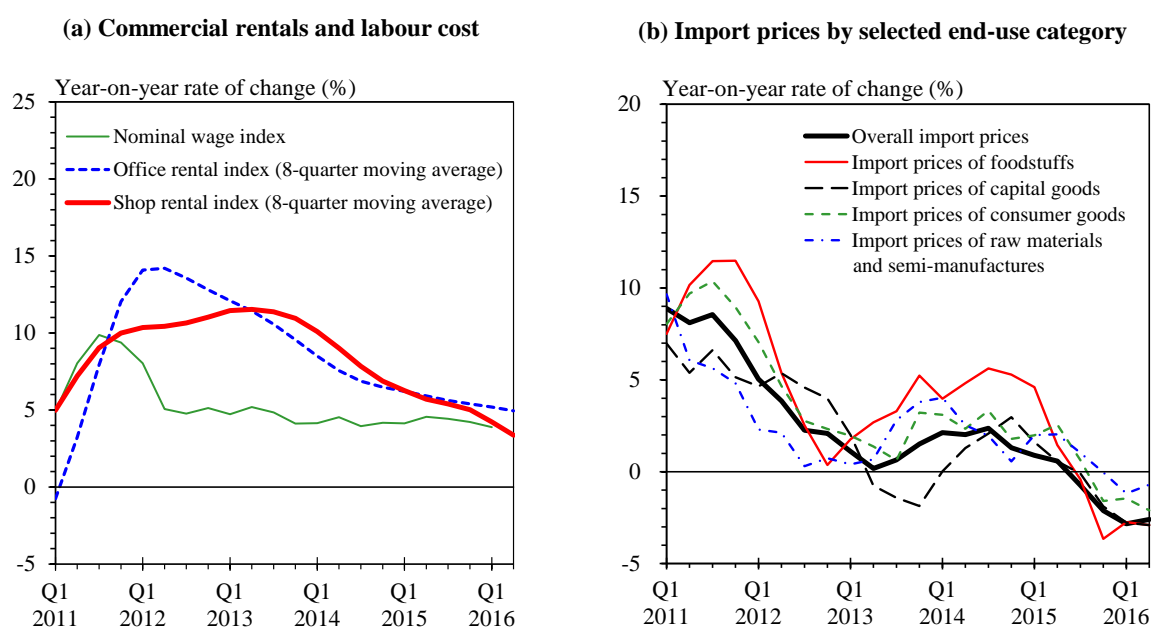 (a) Commercial rentals and labour cost
Year-on-year rate of change (%)
25
20
15
10
5
0
-5
Nominal wage index
Office rental index (8-quarter moving average)
Shop rental index (8-quarter moving average)
Q1 Q1 Q1 Q1 Q1 Q1
2011 2012 2013 2014 2015 2016
(b) Import prices by selected end-use category
Year-on-year rate of change (%)
20
15
10
5
0
-5
Overall import prices
Import prices of foodstuffs
Import prices of capital goods
Import prices of consumer goods
Import prices of raw materials
and semi-manufactures
Q1 Q1 Q1 Q1 Q1 Q1
2011 2012 2013 2014 2015 2016